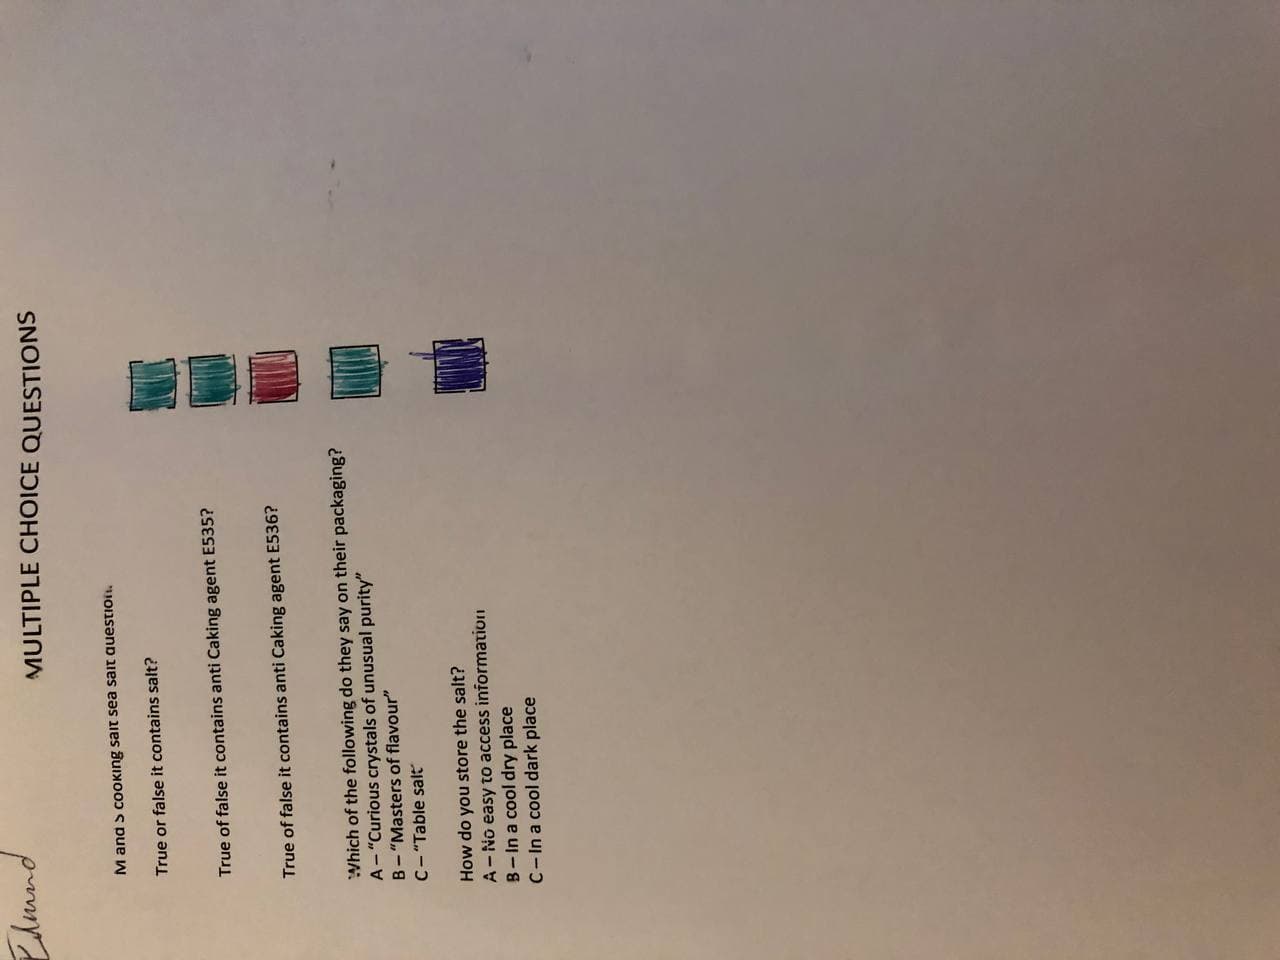 Edmund
MULTIPLE CHOICE QUESTIONS
M and S cooking salt sea salt question.
True or false it contains salt?
True of false it contains anti Caking agent E535?
True of false it contains anti Caking agent E536?
Which of the following do they say on their packaging?
A – “Curious crystals of unusual purity”
B – “Masters of flavour”
C – “Table salt”
How do you store the salt?
A – No easy to access information
B – In a cool dry place
C – In a cool dark place